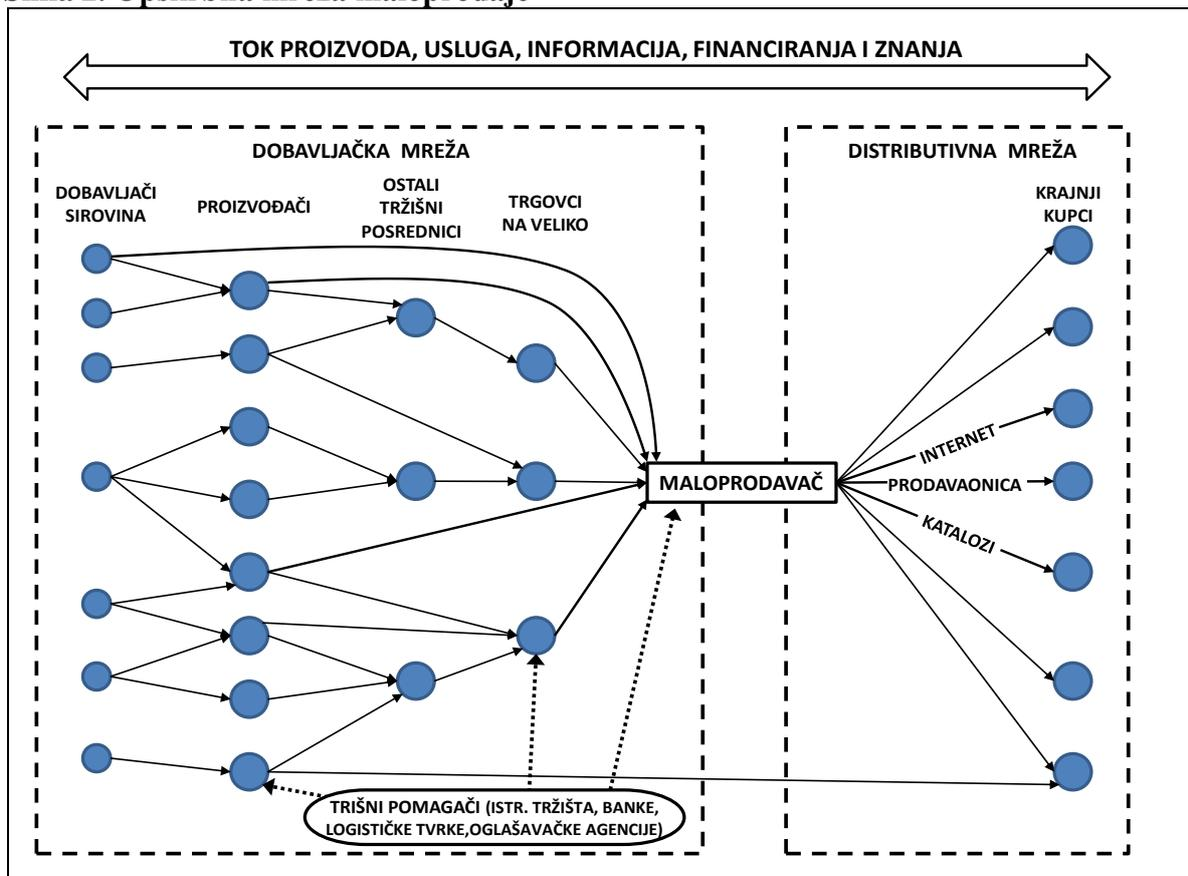 TOK PROIZVODA, USLUGA, INFORMACIJA, FINANCIRANJA I ZNANJA
DOBAVLJAČKA MREŽA
DISTRIBUTIVNA MREŽA
DOBAVLJAČI
SIROVINA
PROIZVOĐAČI
OSTALI
TRŽIŠNI
POSREDNICI
TRGOVCI
NA VELIKO
KRAJNJI
KUPCI
INTERNET
MALOPRODAVAČ
PRODAVAONICA
KATALOZI
TRIŠNI POMAGAČI (ISTR. TRŽIŠTA, BANKE,
LOGISTIČKE TVRKE,OGLAŠAVAČKE AGENCIJE)